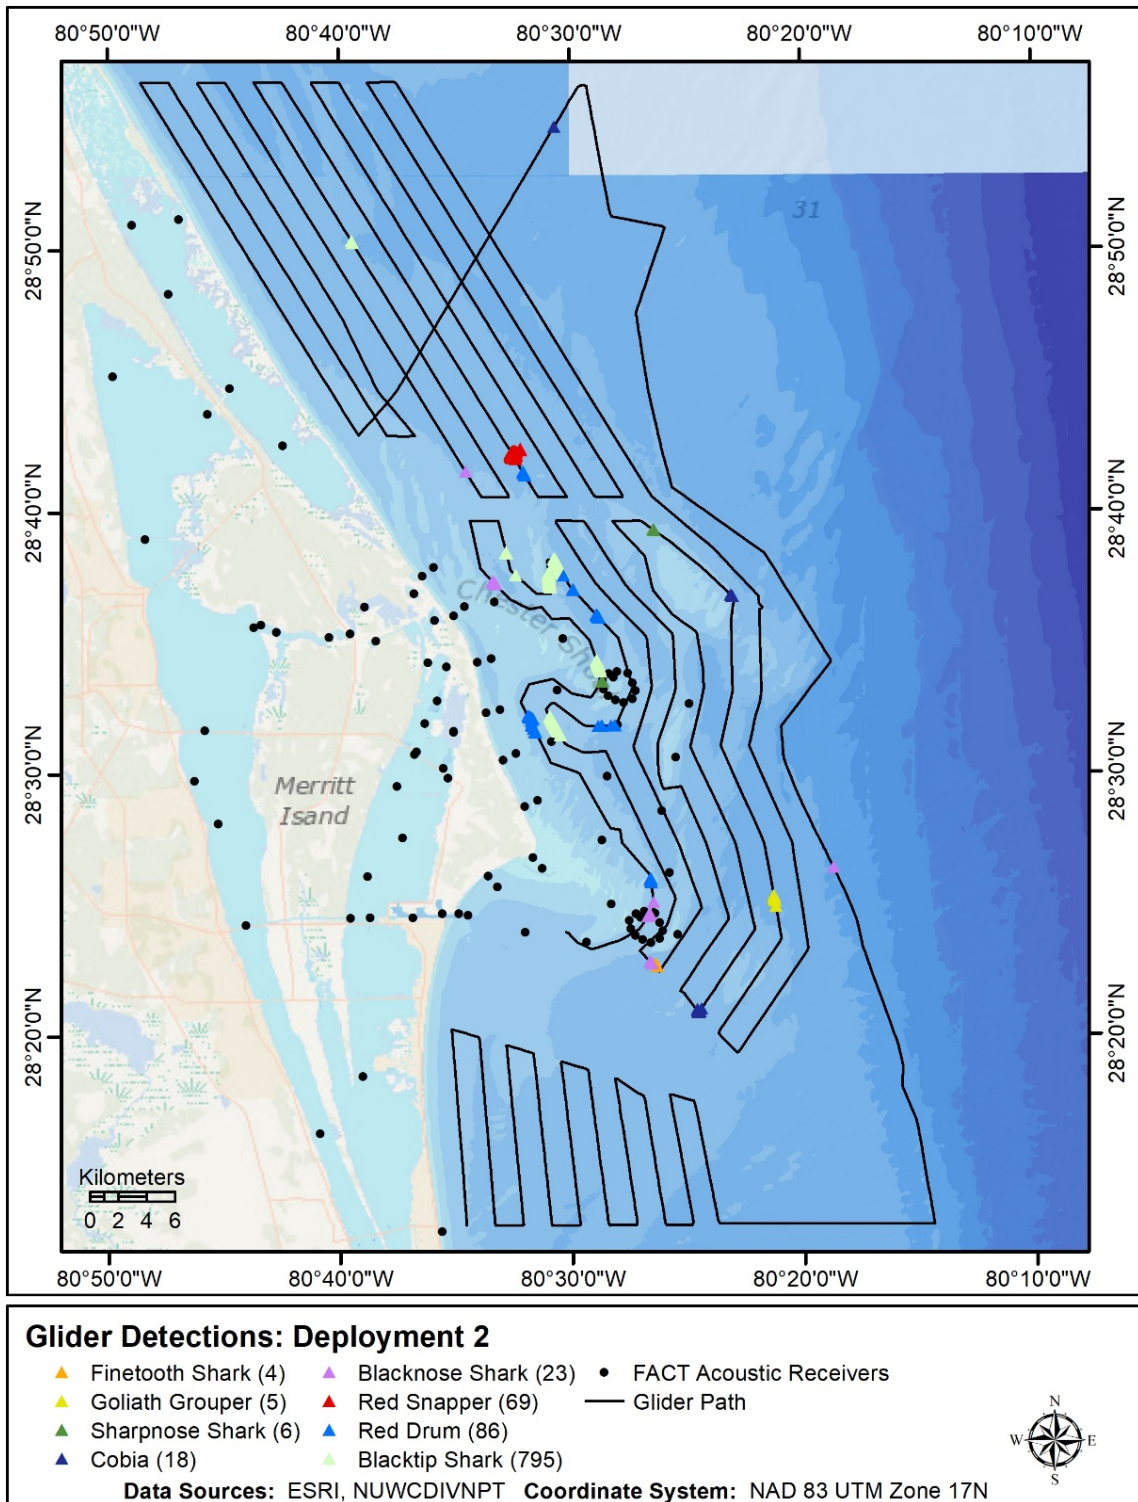 80°50'0"W 80°40'0"W 80°30'0"W 80°20'0"W 80°10'0"W
31
28°50'0"N 28°50'0"N
28°40'0"N 28°40'0"N
Chester Shoal
28°30'0"N 28°30'0"N
Merritt
Isand
28°20'0"N 28°20'0"N
Kilometers
0 2 4 6
80°50'0"W 80°40'0"W 80°30'0"W 80°20'0"W 80°10'0"W
Glider Detections: Deployment 2
Finetooth Shark (4) Blacknose Shark (23) FACT Acoustic Receivers
Goliath Grouper (5) Red Snapper (69) Glider Path
Sharpnose Shark (6) Red Drum (86)
Cobia (18) Blacktip Shark (795)
N
W E
S
Data Sources: ESRI, NUWCDIVNPT Coordinate System: NAD 83 UTM Zone 17N